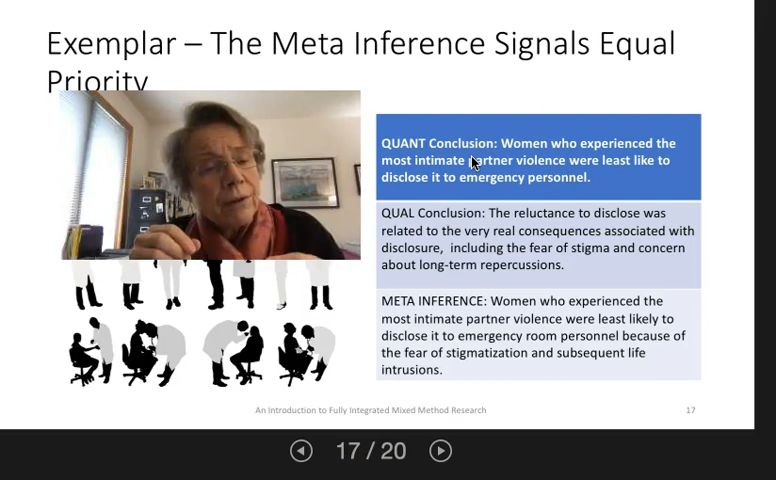 Exemplar – The Meta Inference Signals Equal
Priority
QUANT Conclusion: Women who experienced the
most intimate partner violence were least like to
disclose it to emergency personnel.
QUAL Conclusion: The reluctance to disclose was
related to the very real consequences associated with
disclosure, including the fear of stigma and concern
about long-term repercussions.
META INFERENCE: Women who experienced the
most intimate partner violence were least likely to
disclose it to emergency room personnel because of
the fear of stigmatization and subsequent life
intrusions.
An Introduction to Fully Integrated Mixed Method Research
17
17 / 20